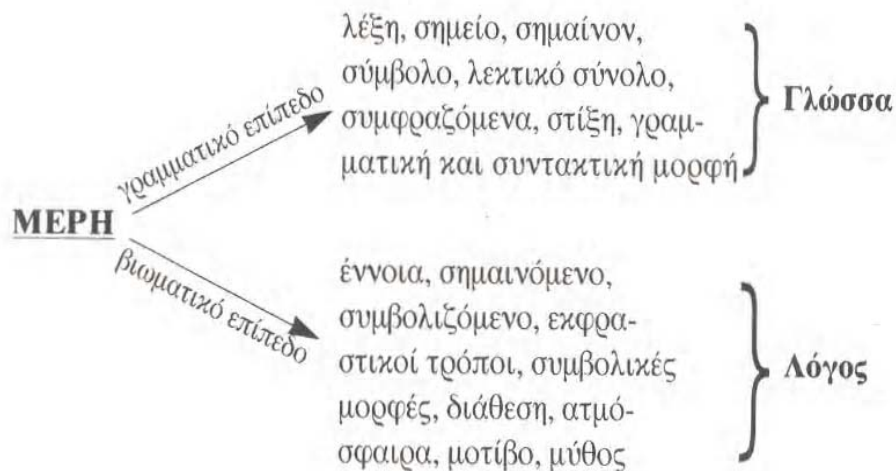 λέξη, σημείο, σημαίνον,
σύμβολο, λεκτικό σύνολο,
συμφραζόμενα, στίξη, γραμ-
ματική και συντακτική μορφή
Γλώσσα
γραμματικό επίπεδο
ΜΕΡΗ
βιωματικό επίπεδο
έννοια, σημαινόμενο,
συμβολιζόμενο, εκφρα-
στικοί τρόποι, συμβολικές
μορφές, διάθεση, ατμό-
σφαιρα, μοτίβο, μύθος
Λόγος